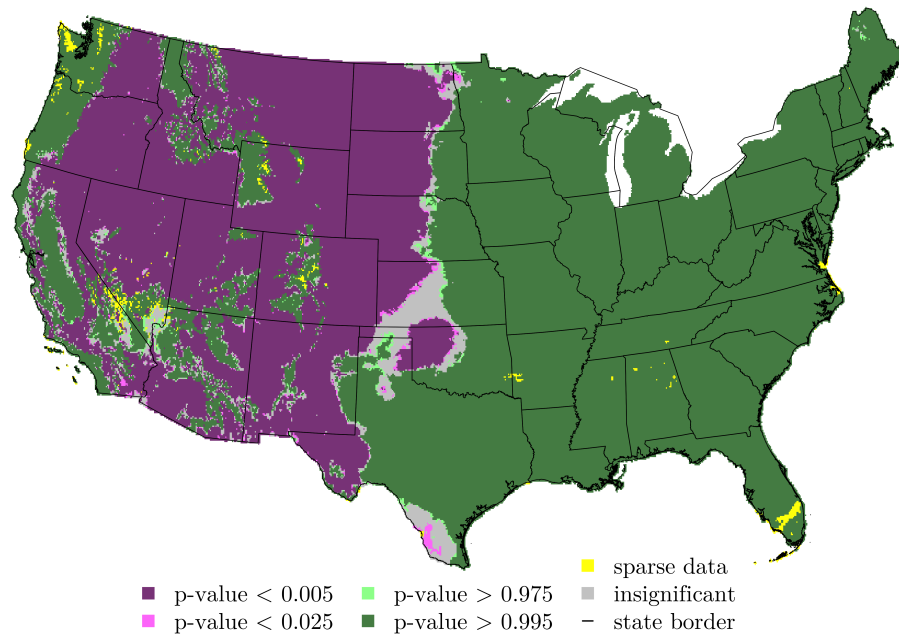 sparse data
p-value < 0.005
p-value > 0.975
insignificant
p-value < 0.025
p-value > 0.995
state border